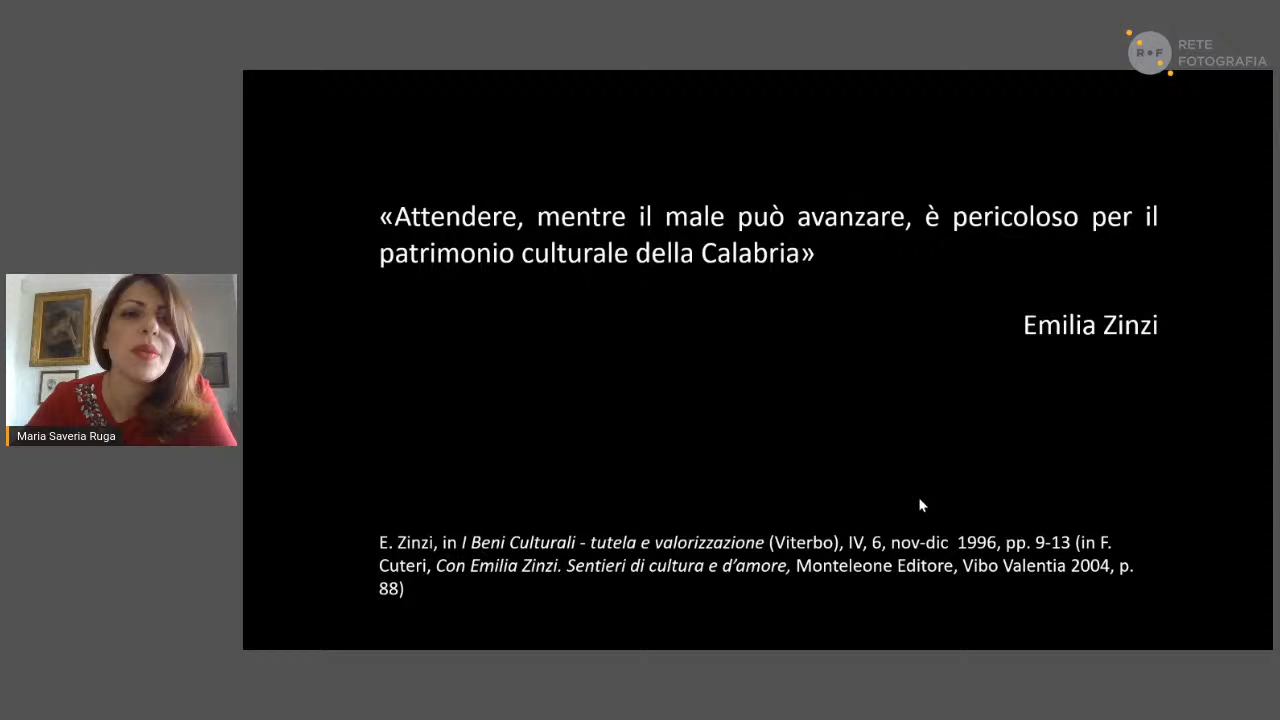 R•F
RETE
FOTOGRAFIA
«Attendere, mentre il male può avanzare, è pericoloso per il
patrimonio culturale della Calabria»
Emilia Zinzi
Maria Saveria Ruga
E. Zinzi, in I Beni Culturali - tutela e valorizzazione (Viterbo), IV, 6, nov-dic 1996, pp. 9-13 (in F.
Cuteri, Con Emilia Zinzi. Sentieri di cultura e d’amore, Monteleone Editore, Vibo Valentia 2004, p.
88)